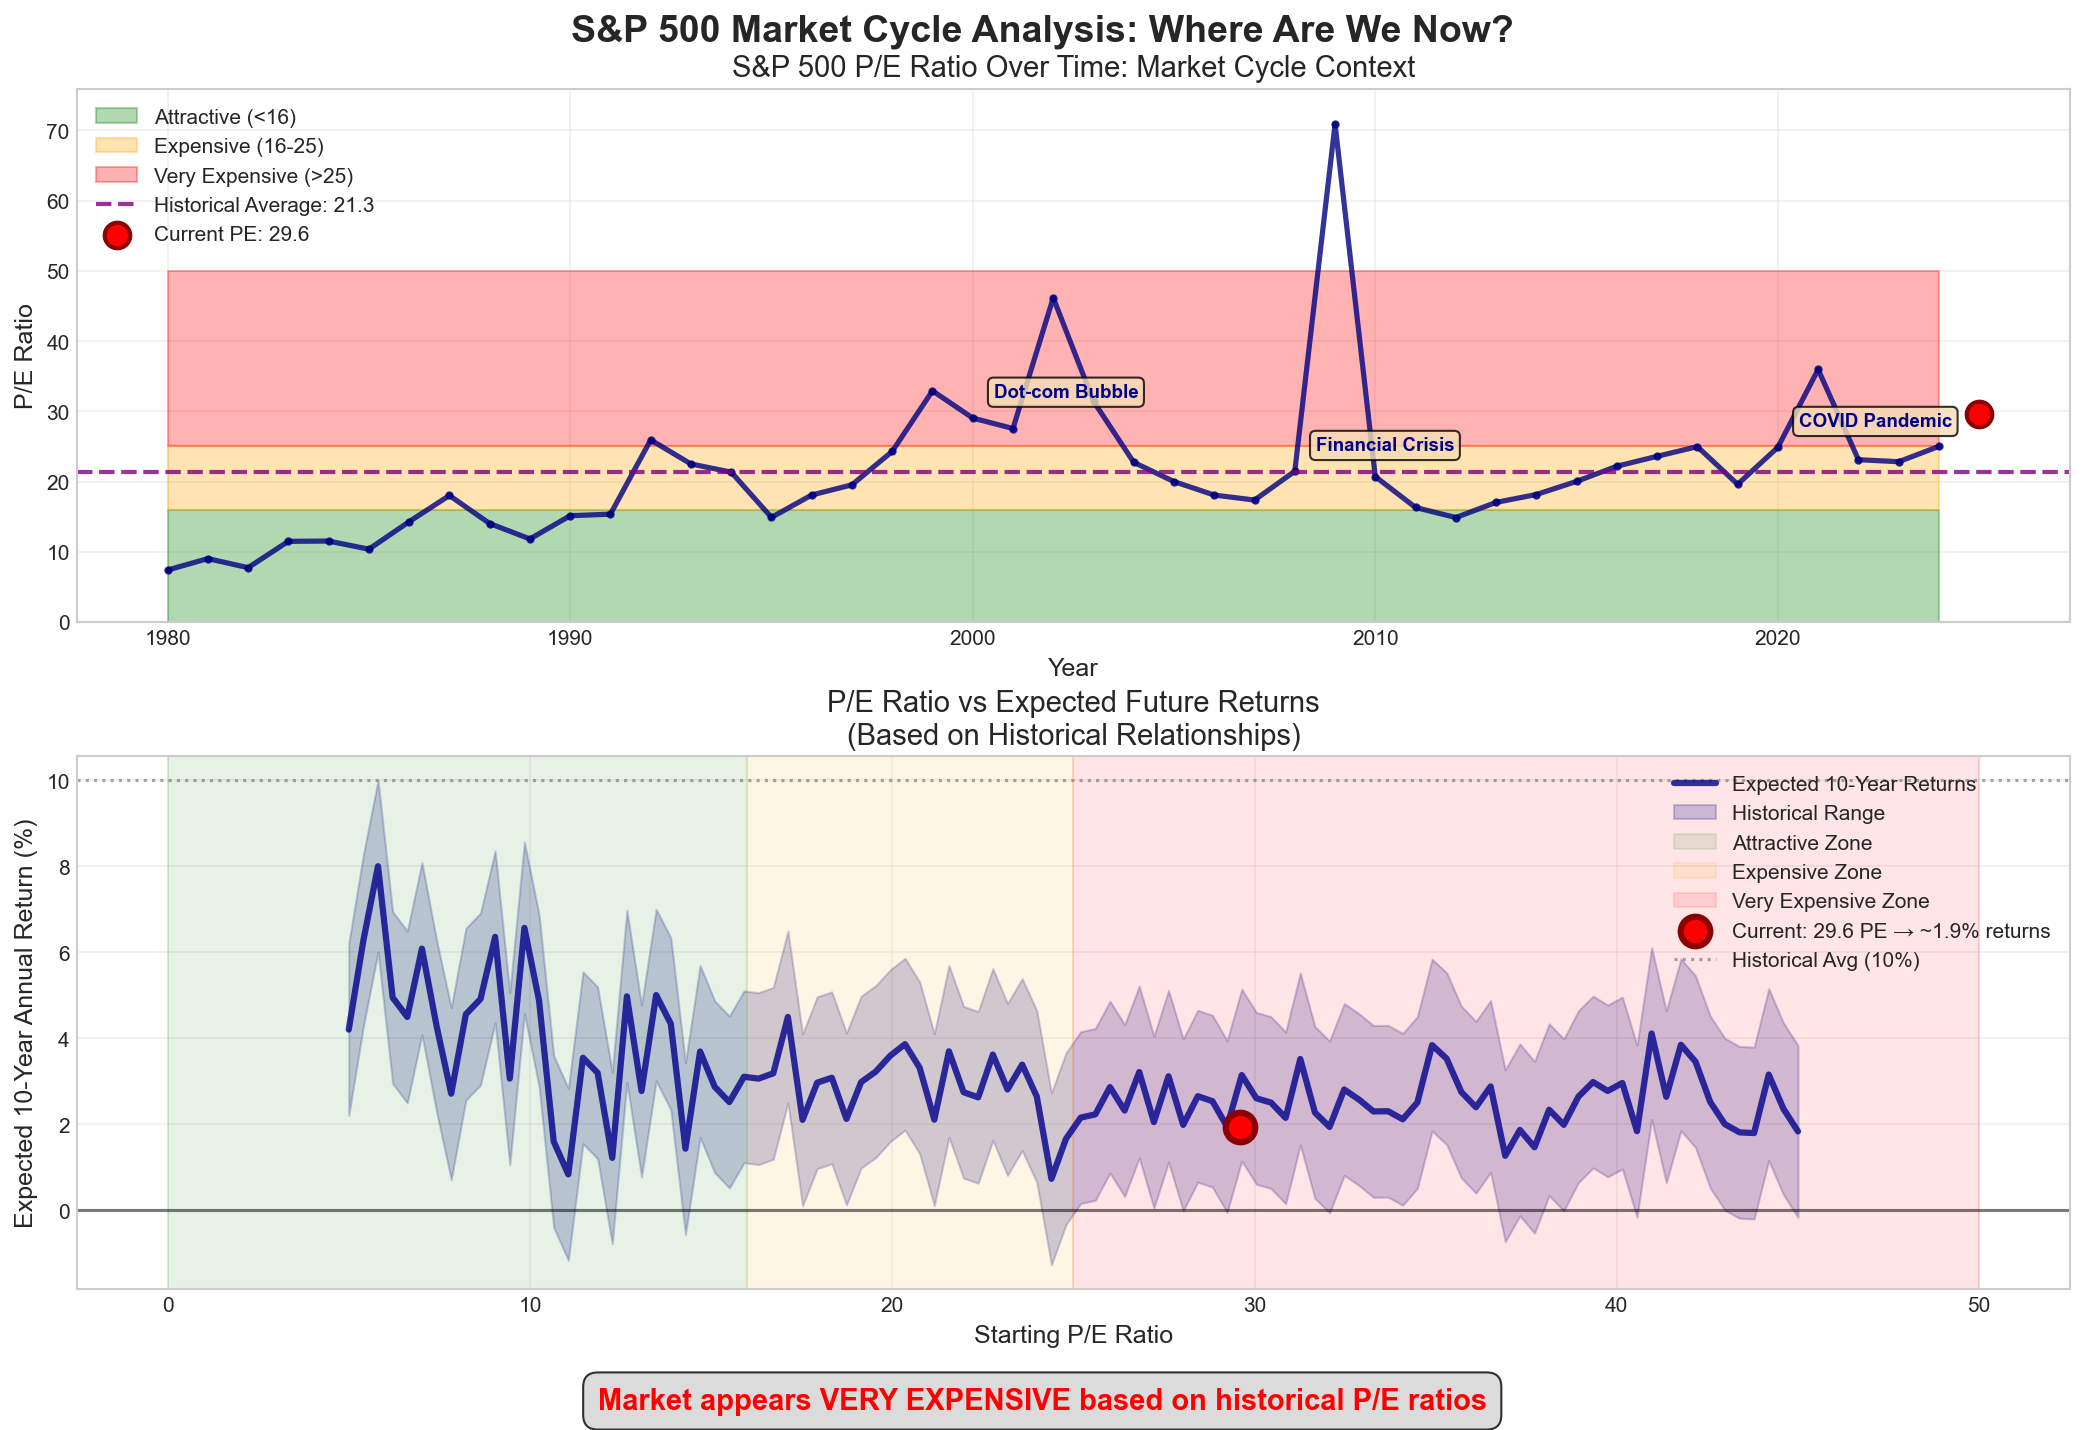 S&P 500 Market Cycle Analysis: Where Are We Now?
S&P 500 P/E Ratio Over Time: Market Cycle Context
Attractive (<16)
Expensive (16-25)
Very Expensive (>25)
Historical Average: 21.3
Current PE: 29.6
P/E Ratio
70
60
50
40
30
20
10
0
Dot-com Bubble
Financial Crisis
COVID Pandemic
1980
1990
2000
2010
2020
Year
P/E Ratio vs Expected Future Returns
(Based on Historical Relationships)
Expected 10-Year Annual Return (%)
10
8
6
4
2
0
Expected 10-Year Returns
Historical Range
Attractive Zone
Expensive Zone
Very Expensive Zone
Current: 29.6 PE → ~1.9% returns
Historical Avg (10%)
0
10
20
30
40
50
Starting P/E Ratio
Market appears VERY EXPENSIVE based on historical P/E ratios